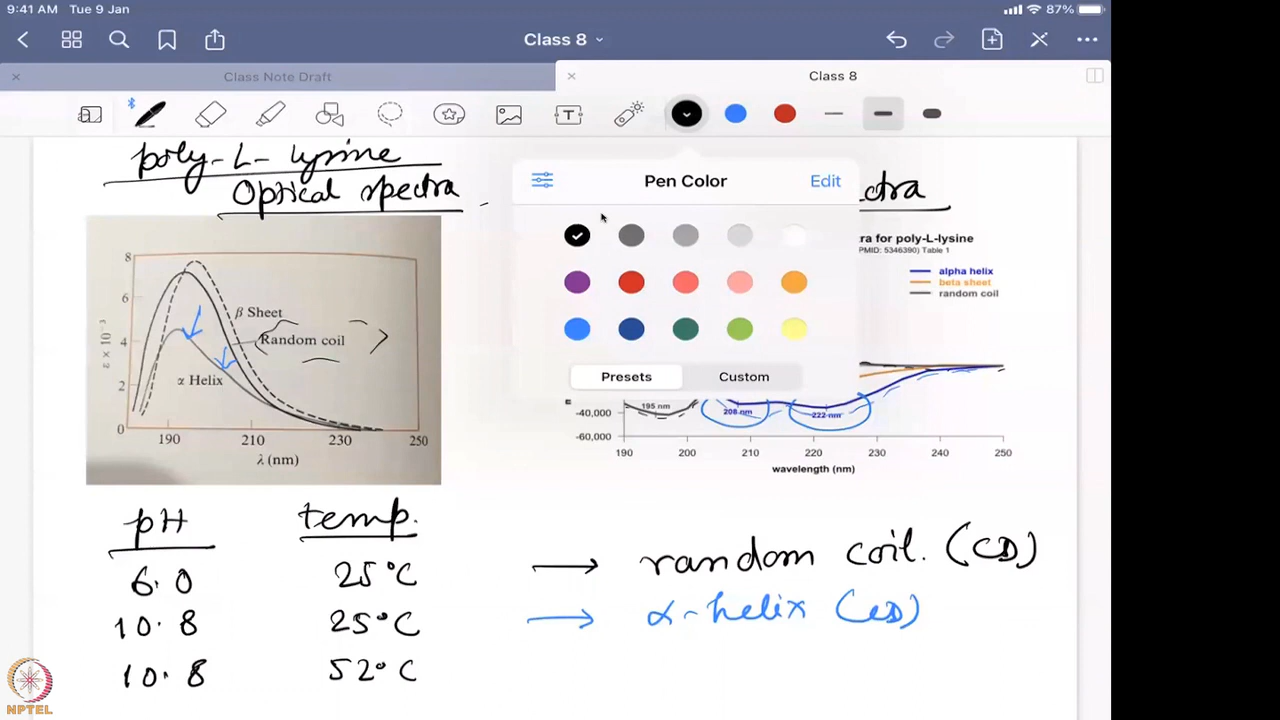 9:41 AM Tue 9 Jan 87%
Class 8
Class Note Draft
Class 8
T
poly-L-lysine
Optical spectra
Pen Color
Edit
Presets
Custom
ctra
ra for poly-L-lysine
PMID: 5346390) Table 1
alpha helix
beta sheet
random coil
8
6
4
2
0
ε × 10⁻³
β Sheet
Random coil
α Helix
190 210 230 250
λ (nm)
195 nm
208 nm
222 nm
-40,000
-60,000
190 200 210 220 230 240 250
wavelength (nm)
pH temp.
6.0 25°C → random coil. (CD)
10.8 25°C → α-helix (CD)
10.8 52°C
NPTEL